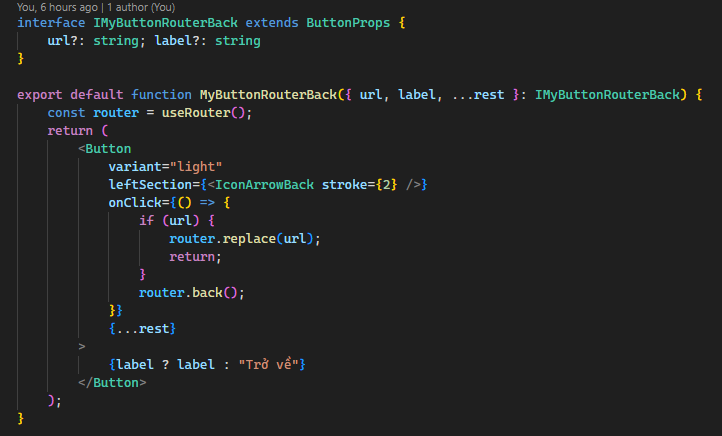 You, 6 hours ago | 1 author (You)
interface IMyButtonRouterBack extends ButtonProps {
    url?: string; label?: string
}

export default function MyButtonRouterBack({ url, label, ...rest }: IMyButtonRouterBack) {
    const router = useRouter();
    return (
        <Button
            variant="light"
            leftSection={<IconArrowBack stroke={2} />}
            onClick={() => {
                if (url) {
                    router.replace(url);
                    return;
                }
                router.back();
            }}
            {...rest}
        >
            {label ? label : "Trở về"}
        </Button>
    );
}